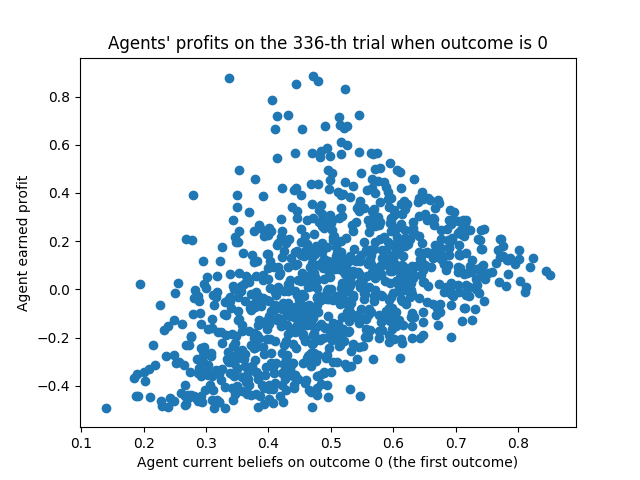 Agents' profits on the 336-th trial when outcome is 0
Agent earned profit
0.8
0.6
0.4
0.2
0.0
−0.2
−0.4
0.1 0.2 0.3 0.4 0.5 0.6 0.7 0.8
Agent current beliefs on outcome 0 (the first outcome)